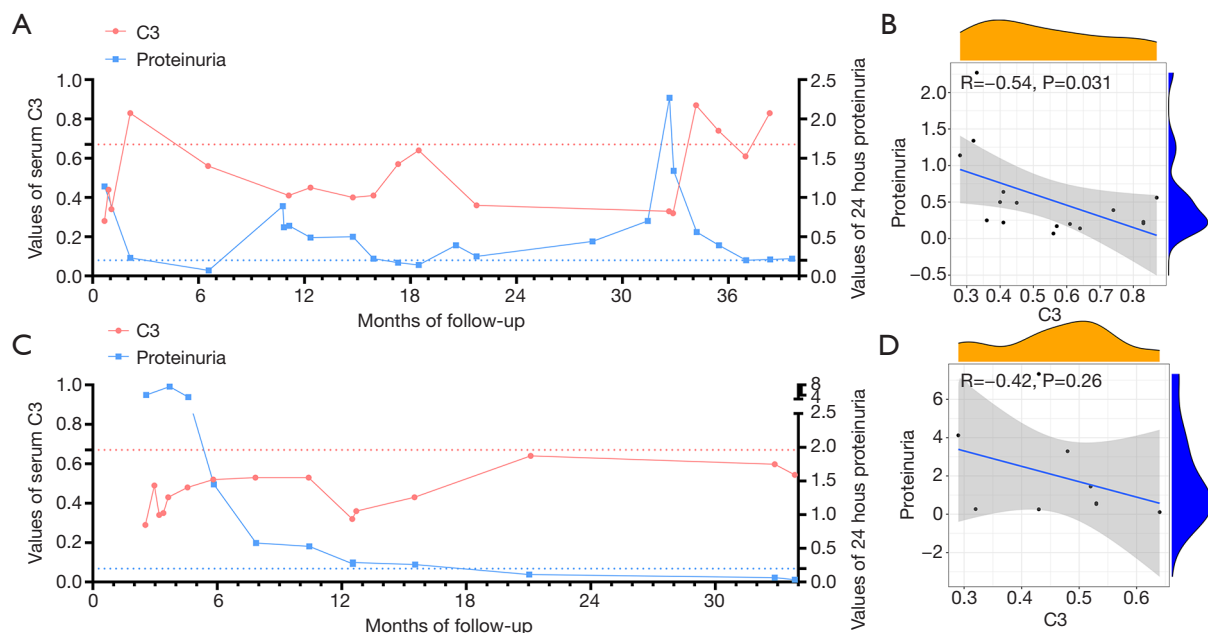 A
C3
Proteinuria
Values of serum C3
1.0
0.8
0.6
0.4
0.2
0.0
2.5
2.0
1.5
1.0
0.5
0.2
0.0
Values of 24 hous proteinuria
0 6 12 18 24 30 36
Months of follow-up
B
R=−0.54, P=0.031
Proteinuria
2.0
1.5
1.0
0.5
0.0
−0.5
0.3 0.4 0.5 0.6 0.7 0.8
C3
C
C3
Proteinuria
Values of serum C3
1.0
0.8
0.6
0.4
0.2
0.0
8
4
2.5
2.0
1.5
1.0
0.5
0.2
0.0
Values of 24 hous proteinuria
0 6 12 18 24 30
Months of follow-up
D
R=−0.42, P=0.26
Proteinuria
6
4
2
0
−2
0.3 0.4 0.5 0.6
C3